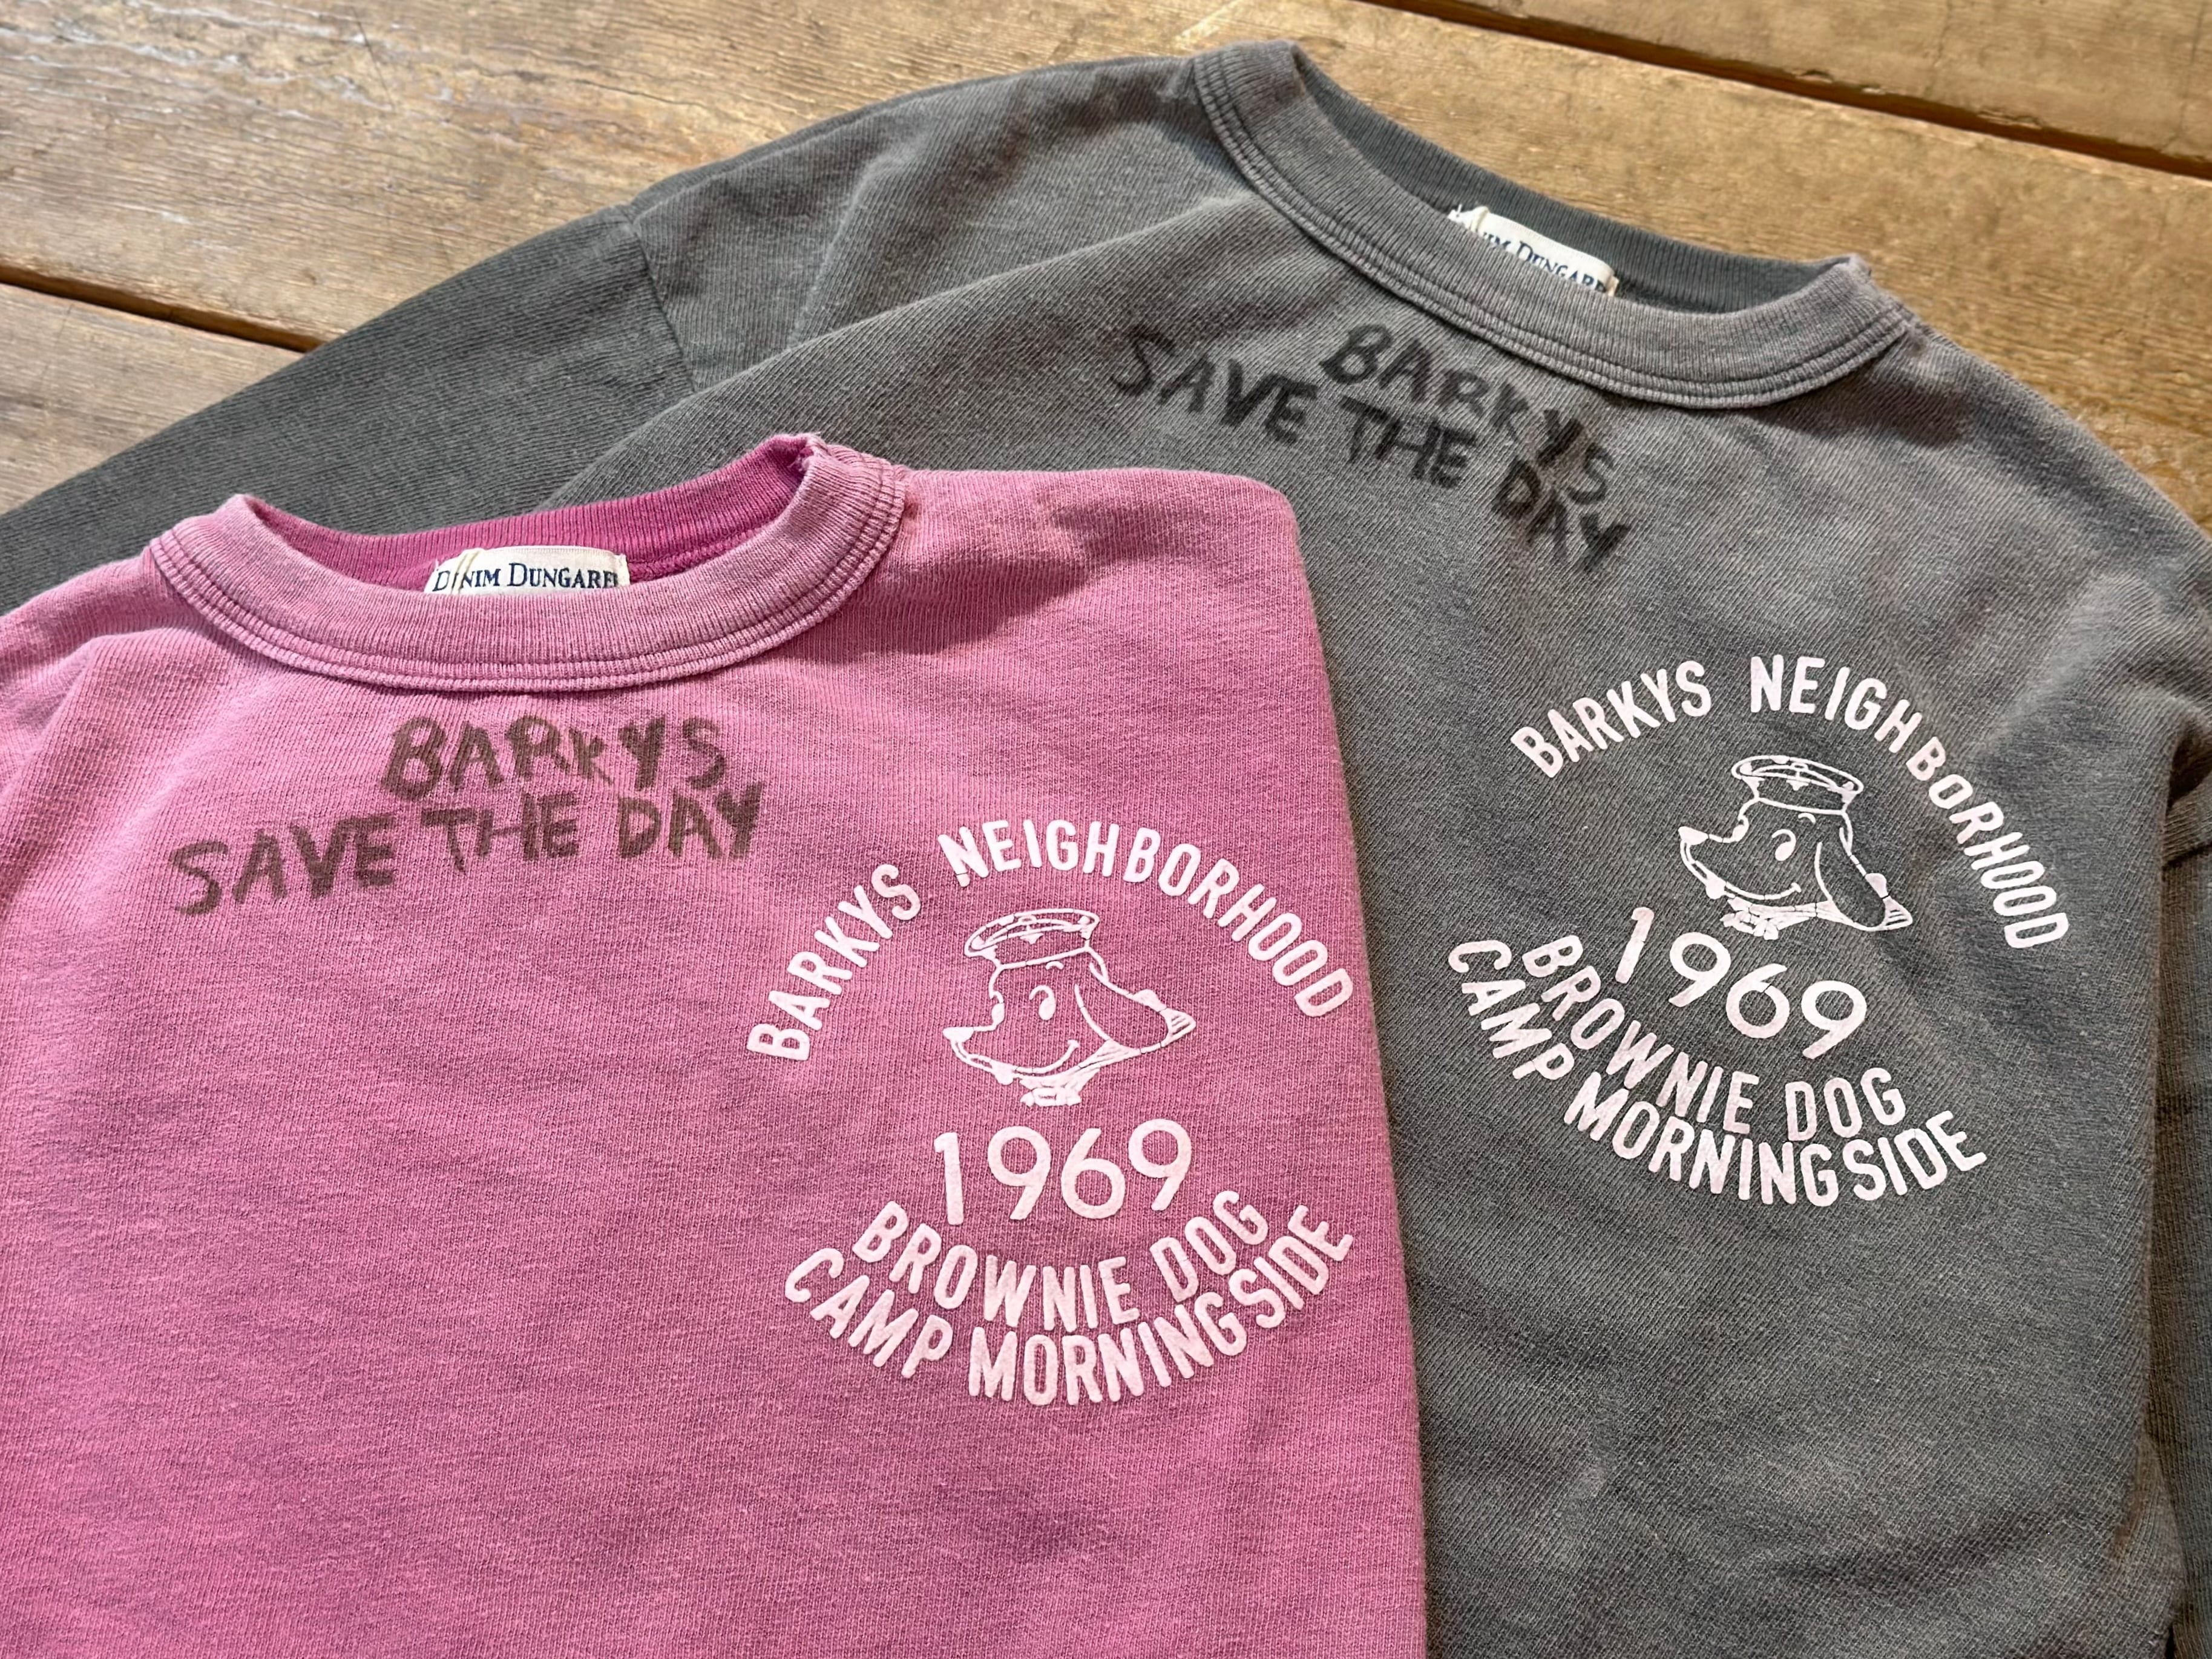 DENIM DUNGAREE
BARKYS
SAVE THE DAY
BARKYS NEIGHBORHOOD
1969
BROWNIE DOG
CAMP MORNINGSIDE
DUNGARE
BARKYS
SAVE THE DAY
BARKYS NEIGHBORHOOD
1969
BROWNIE DOG
CAMP MORNINGSIDE